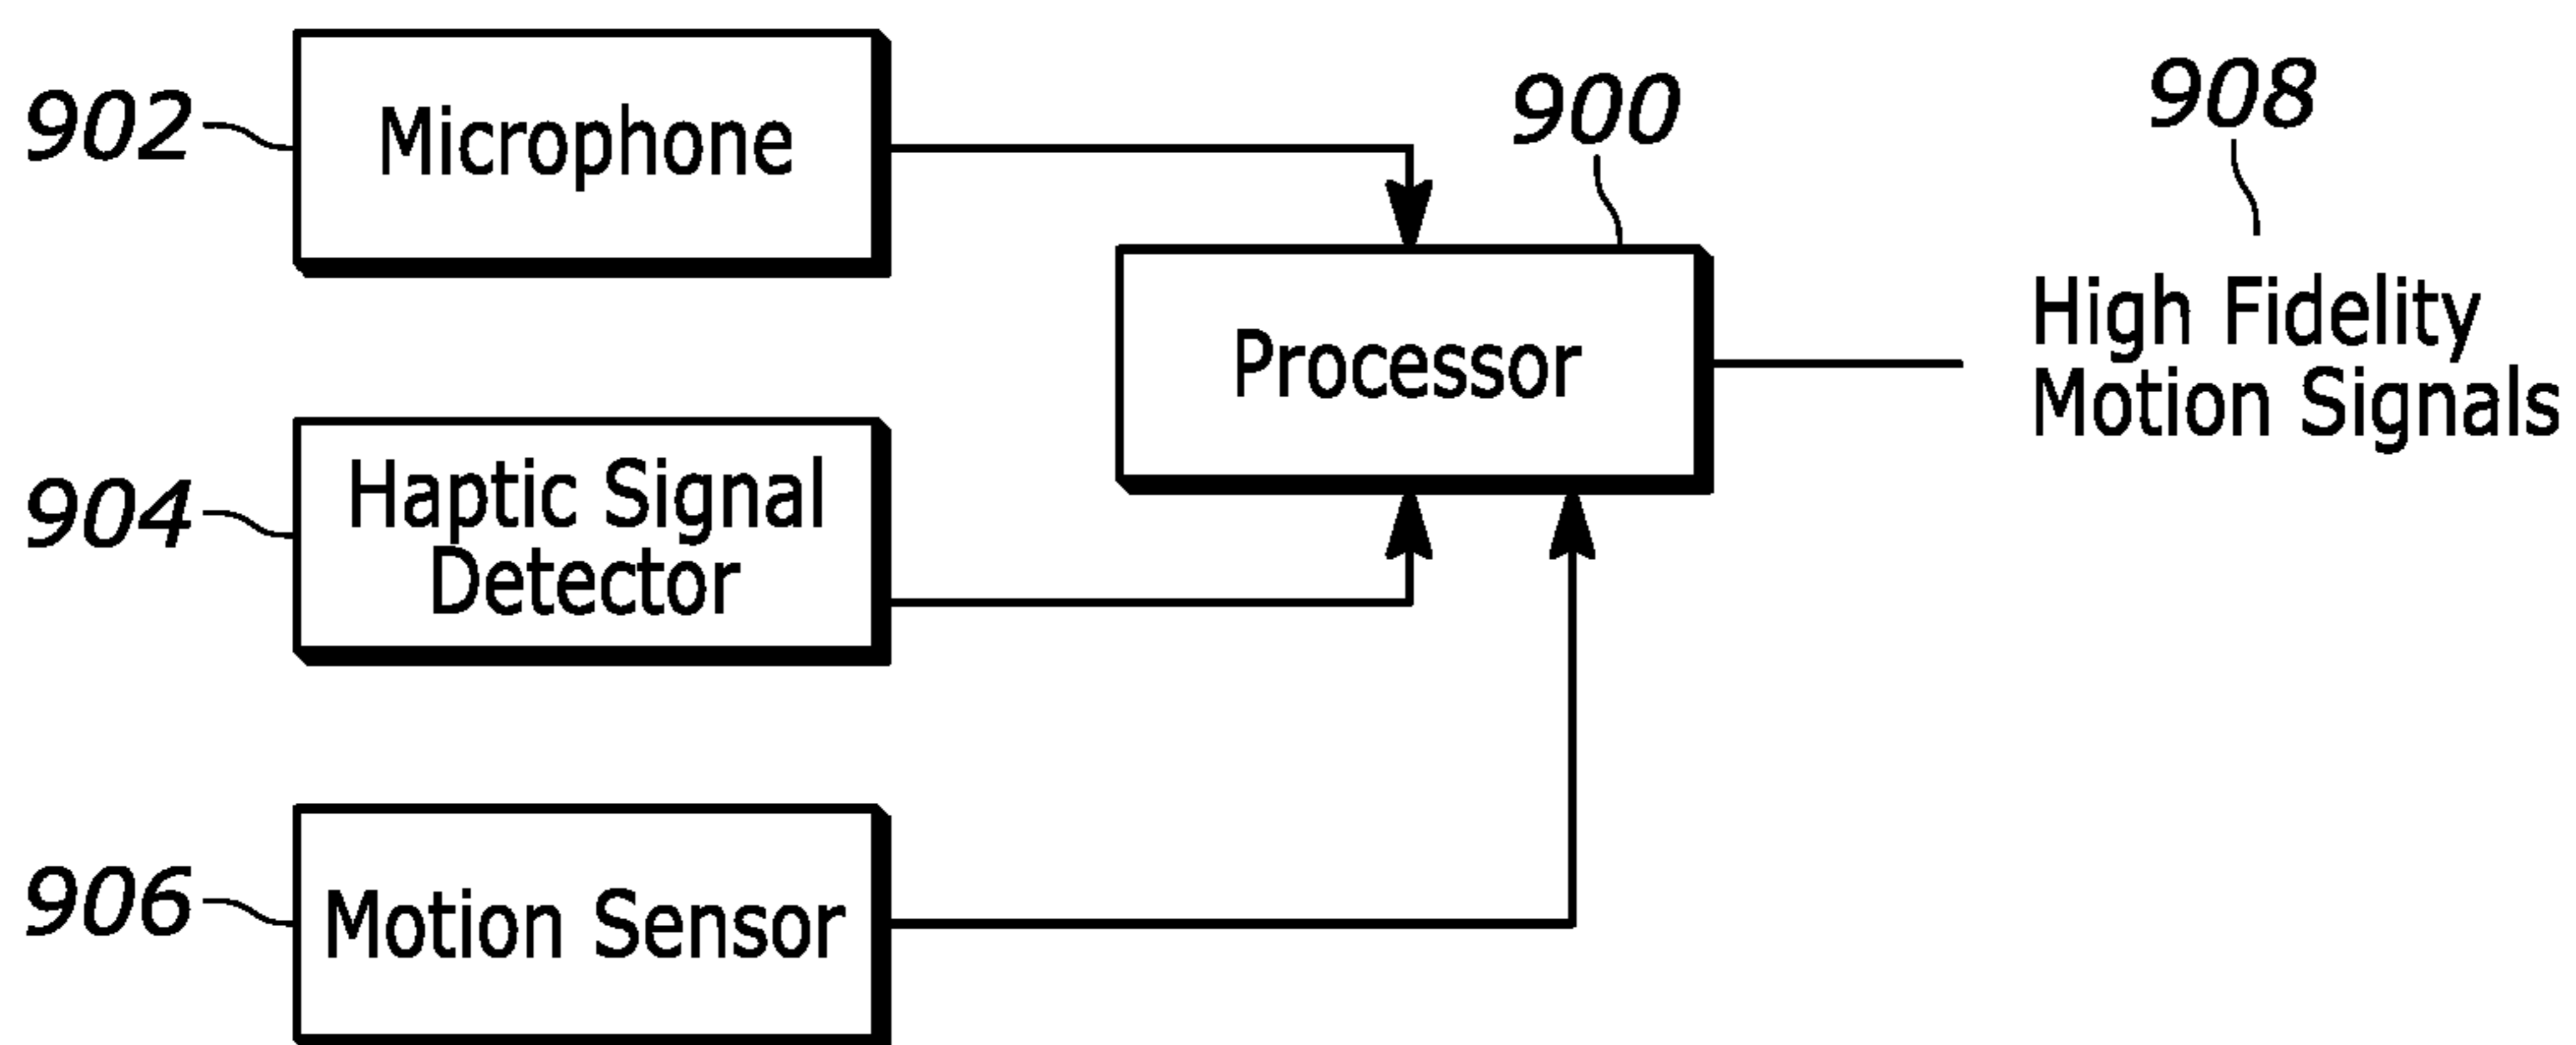 902
Microphone
900
908
Processor
High Fidelity
Motion Signals
904
Haptic Signal
Detector
906
Motion Sensor